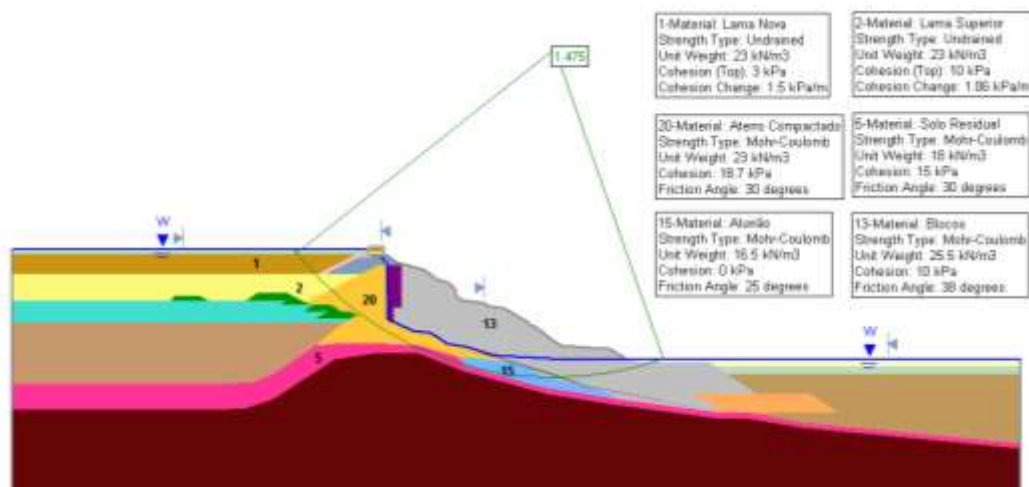 1.475
1-Material: Lama Nova
Strength Type: Undrained
Unit Weight: 23 kN/m3
Cohesion (Top): 3 kPa
Cohesion Change: 1.5 kPa/m
2-Material: Lama Superior
Strength Type: Undrained
Unit Weight: 23 kN/m3
Cohesion (Top): 10 kPa
Cohesion Change: 1.06 kPa/m
20-Material: Aterro Compactado
Strength Type: Mohr-Coulomb
Unit Weight: 23 kN/m3
Cohesion: 18.7 kPa
Friction Angle: 30 degrees
5-Material: Solo Residual
Strength Type: Mohr-Coulomb
Unit Weight: 18 kN/m3
Cohesion: 15 kPa
Friction Angle: 30 degrees
15-Material: Aluvião
Strength Type: Mohr-Coulomb
Unit Weight: 16.5 kN/m3
Cohesion: 0 kPa
Friction Angle: 25 degrees
13-Material: Blocos
Strength Type: Mohr-Coulomb
Unit Weight: 25.5 kN/m3
Cohesion: 10 kPa
Friction Angle: 38 degrees
W
1
2
20
13
5
15
W